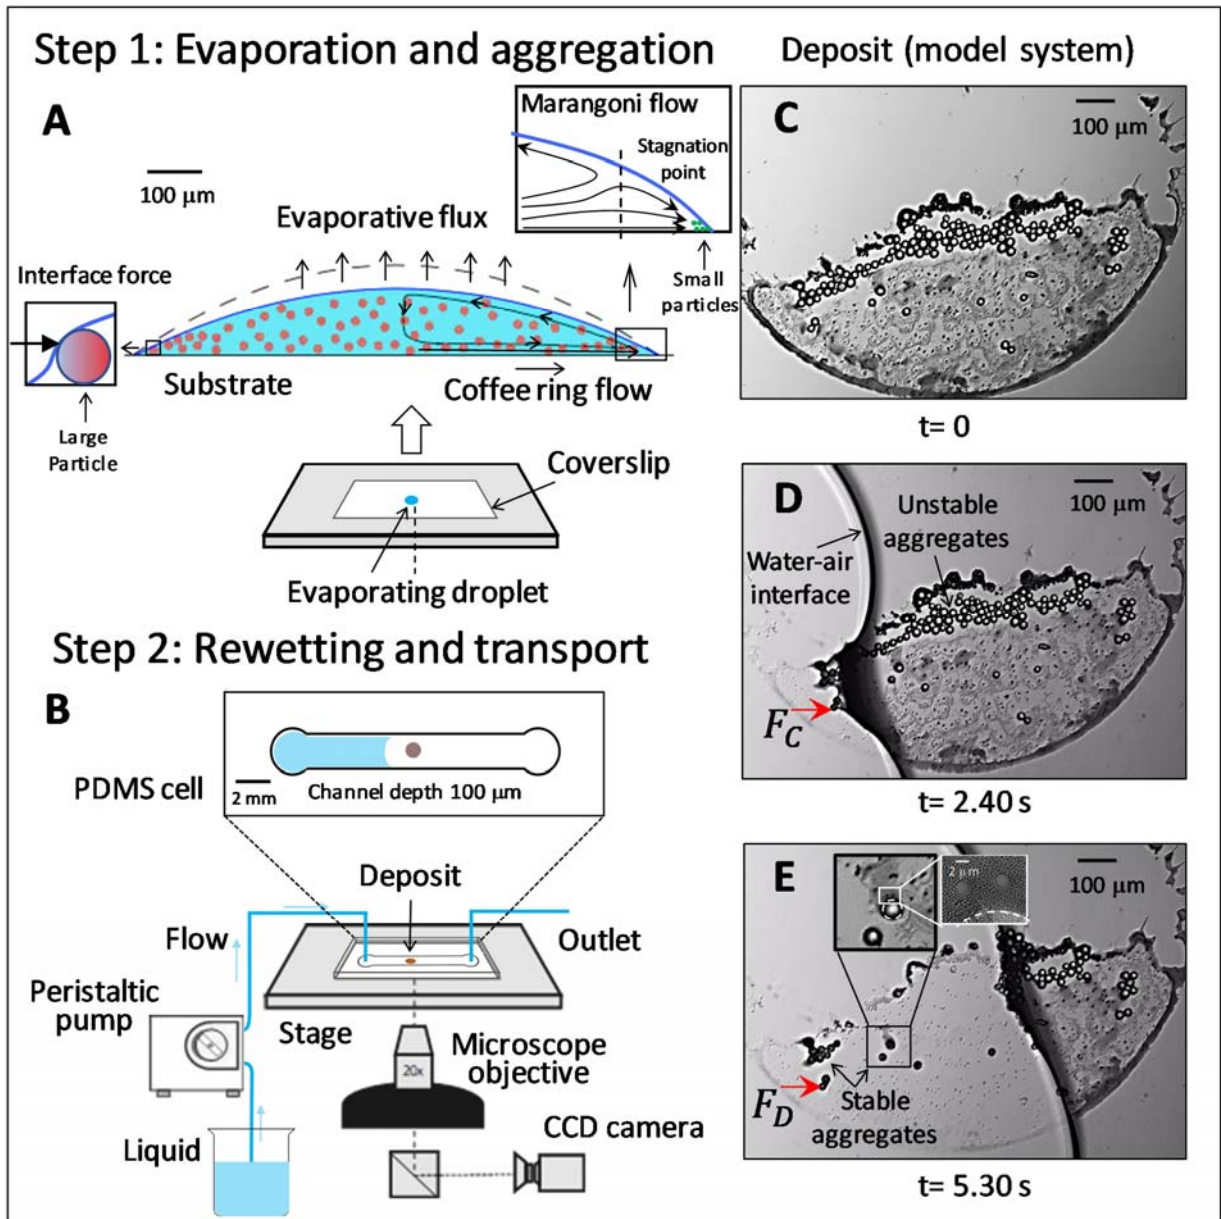 Step 1: Evaporation and aggregation
Deposit (model system)
A
100 μm
Marangoni flow
Stagnation
point
Evaporative flux
Interface force
Small
particles
Substrate
Coffee ring flow
Large
Particle
Coverslip
Evaporating droplet
C
100 μm
t= 0
D
100 μm
Unstable
aggregates
Water-air
interface
F_C
t= 2.40 s
Step 2: Rewetting and transport
B
PDMS cell
2 mm
Channel depth 100 μm
Deposit
Flow
Outlet
Peristaltic
pump
Stage
Microscope
objective
20x
CCD camera
Liquid
E
2 μm
100 μm
F_D
Stable
aggregates
t= 5.30 s